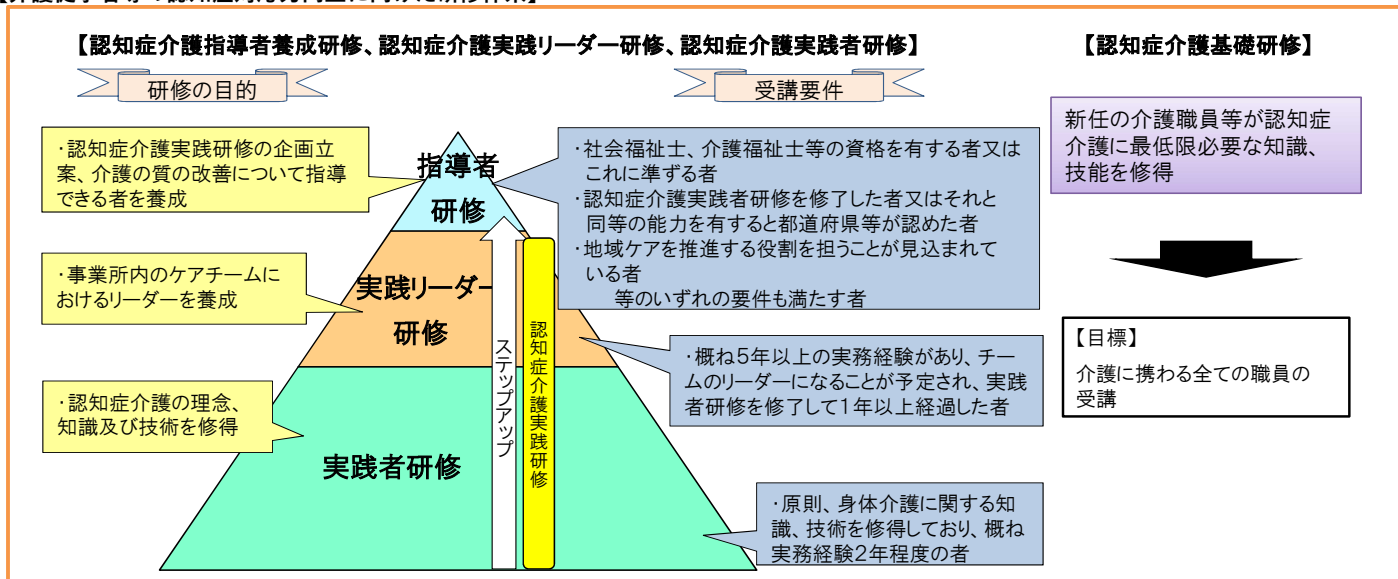 【認知症介護指導者養成研修、認知症介護実践リーダー研修、認知症介護実践者研修】
【認知症介護基礎研修】
研修の目的
受講要件
・認知症介護実践研修の企画立
案、介護の質の改善について指導
できる者を養成
・事業所内のケアチームに
おけるリーダーを養成
・認知症介護の理念、
知識及び技術を修得
指導者
研修
実践リーダー
研修
実践者研修
ステップアップ
認知症介護実践研修
・社会福祉士、介護福祉士等の資格を有する者又は
これに準ずる者
・認知症介護実践者研修を修了した者又はそれと
同等の能力を有すると都道府県等が認めた者
・地域ケアを推進する役割を担うことが見込まれて
いる者
等のいずれの要件も満たす者
・概ね5年以上の実務経験があり、チー
ムのリーダーになることが予定され、実践
者研修を修了して1年以上経過した者
・原則、身体介護に関する知
識、技術を修得しており、概ね
実務経験2年程度の者
新任の介護職員等が認知症
介護に最低限必要な知識、
技能を修得
【目標】
介護に携わる全ての職員の
受講